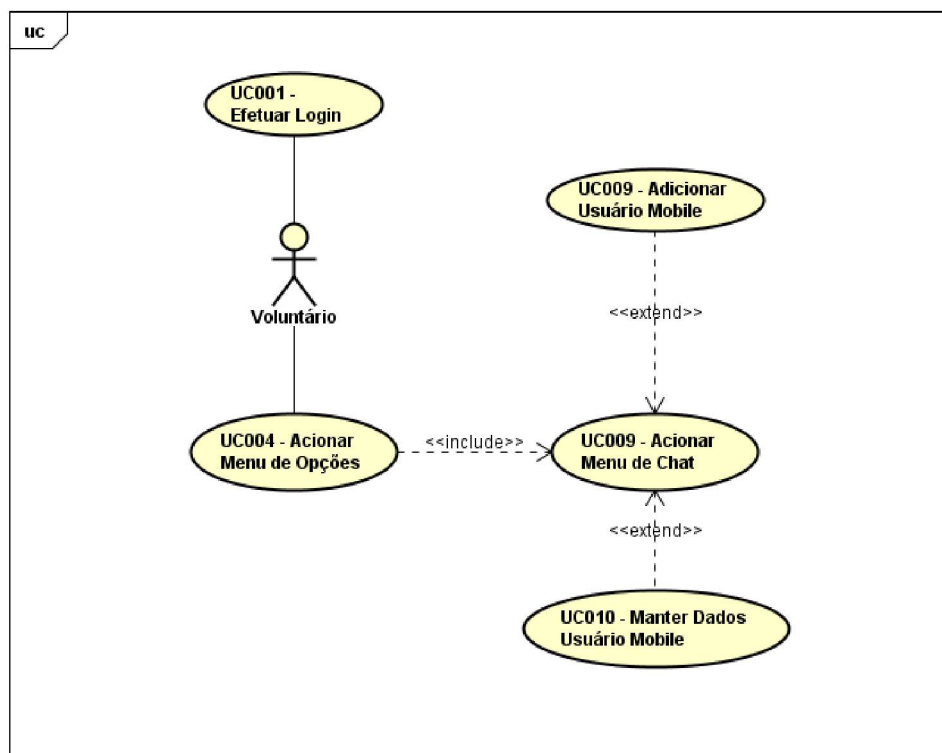 uc
UC001 -
Efetuar Login
UC009 - Adicionar
Usuário Mobile
Voluntário
<<extend>>
UC004 - Acionar
Menu de Opções
<<include>>
UC009 - Acionar
Menu de Chat
<<extend>>
UC010 - Manter Dados
Usuário Mobile